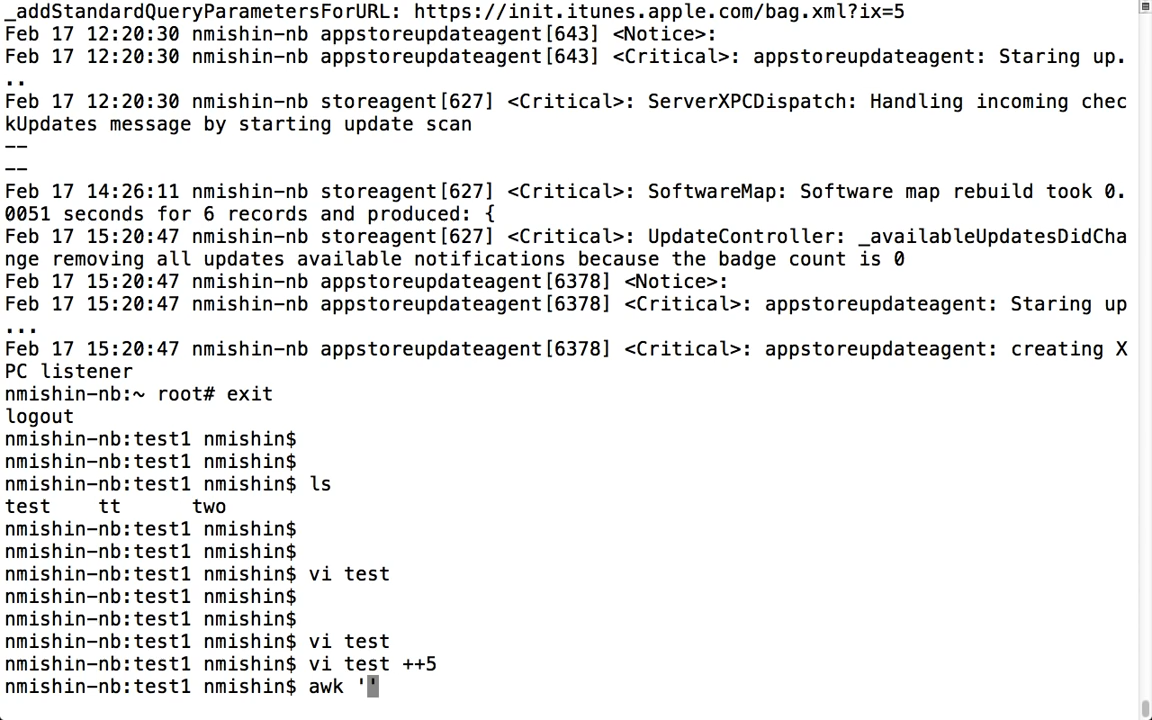 _addStandardQueryParametersForURL: https://init.itunes.apple.com/bag.xml?ix=5
Feb 17 12:20:30 nmishin-nb appstoreupdateagent[643] <Notice>:
Feb 17 12:20:30 nmishin-nb appstoreupdateagent[643] <Critical>: appstoreupdateagent: Staring up.
..
Feb 17 12:20:30 nmishin-nb storeagent[627] <Critical>: ServerXPCDispatch: Handling incoming chec
kUpdates message by starting update scan
--
--
Feb 17 14:26:11 nmishin-nb storeagent[627] <Critical>: SoftwareMap: Software map rebuild took 0.
0051 seconds for 6 records and produced: {
Feb 17 15:20:47 nmishin-nb storeagent[627] <Critical>: UpdateController: _availableUpdatesDidCha
nge removing all updates available notifications because the badge count is 0
Feb 17 15:20:47 nmishin-nb appstoreupdateagent[6378] <Notice>:
Feb 17 15:20:47 nmishin-nb appstoreupdateagent[6378] <Critical>: appstoreupdateagent: Staring up
...
Feb 17 15:20:47 nmishin-nb appstoreupdateagent[6378] <Critical>: appstoreupdateagent: creating X
PC listener
nmishin-nb:~ root# exit
logout
nmishin-nb:test1 nmishin$
nmishin-nb:test1 nmishin$
nmishin-nb:test1 nmishin$ ls
test    tt      two
nmishin-nb:test1 nmishin$
nmishin-nb:test1 nmishin$
nmishin-nb:test1 nmishin$ vi test
nmishin-nb:test1 nmishin$
nmishin-nb:test1 nmishin$
nmishin-nb:test1 nmishin$ vi test
nmishin-nb:test1 nmishin$ vi test ++5
nmishin-nb:test1 nmishin$ awk ''